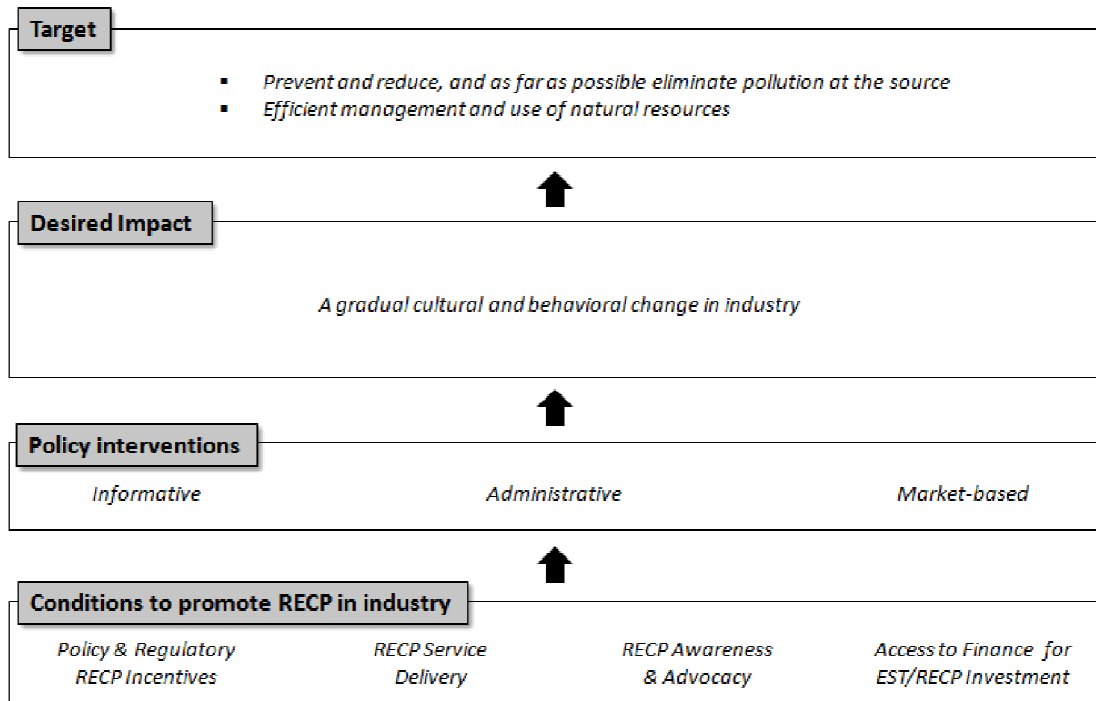 Target
Prevent and reduce, and as far as possible eliminate pollution at the source
Efficient management and use of natural resources
Desired Impact
A gradual cultural and behavioral change in industry
Policy interventions
Informative
Administrative
Market-based
Conditions to promote RECP in industry
Policy & Regulatory
RECP Incentives
RECP Service
Delivery
RECP Awareness
& Advocacy
Access to Finance for
EST/RECP Investment